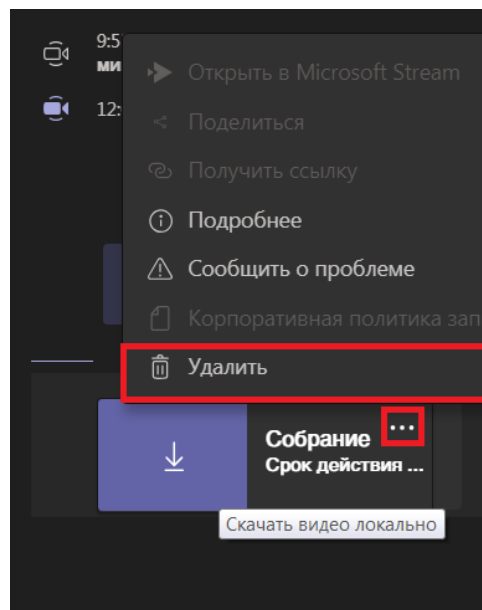 9:5
ми
12:
Открыть в Microsoft Stream
Поделиться
Получить ссылку
Подробнее
Сообщить о проблеме
Корпоративная политика зап
Удалить
Собрание ...
Срок действия ...
Скачать видео локально